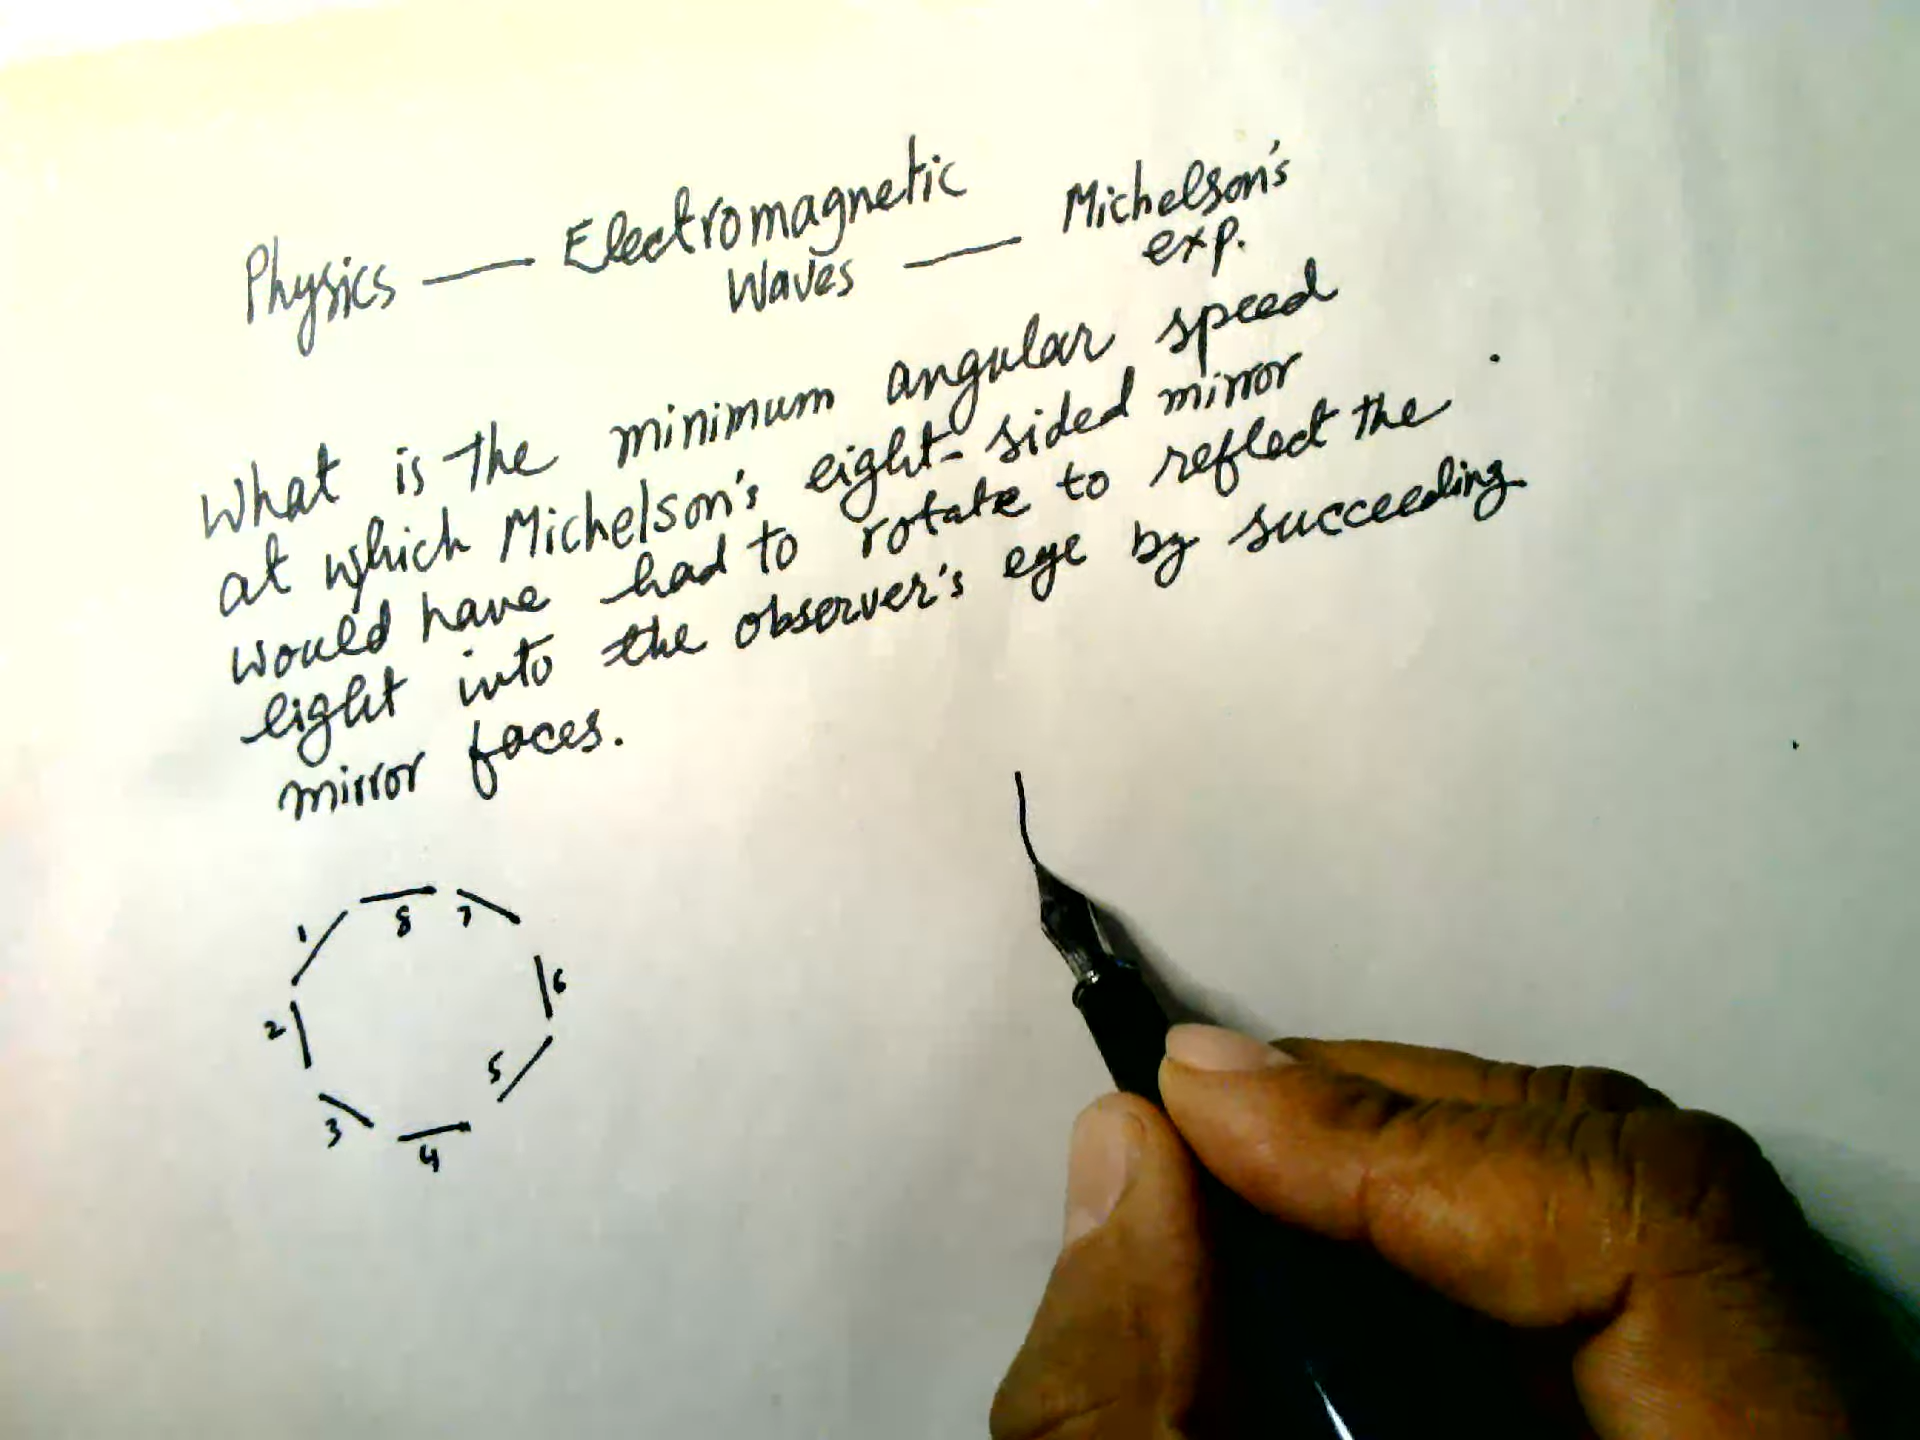 Physics — Electromagnetic Waves — Michelson's exp.
What is the minimum angular speed
at which Michelson's eight-sided mirror
would have had to rotate to reflect the
light into the observer's eye by succeeding
mirror faces.
1 8 7
2 6
3 4 5